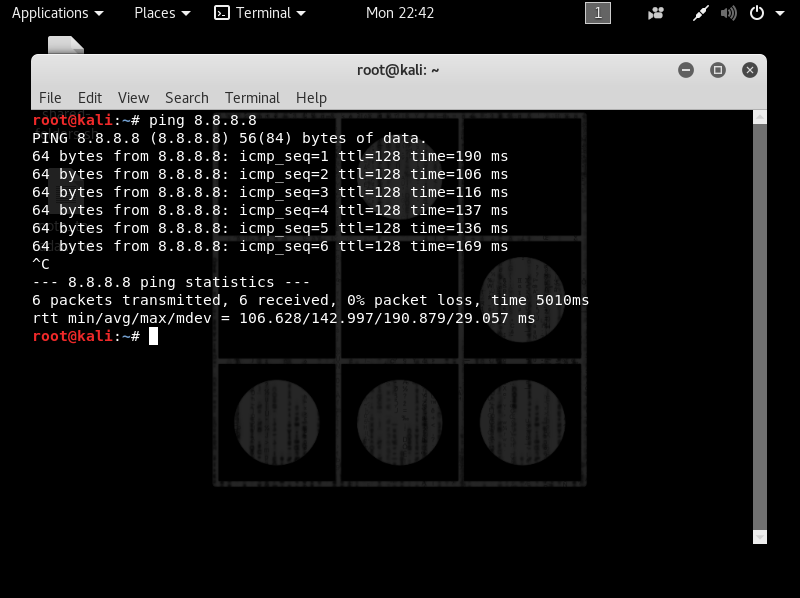 Applications Places Terminal Mon 22:42 1
root@kali: ~
File Edit View Search Terminal Help
root@kali:~# ping 8.8.8.8
PING 8.8.8.8 (8.8.8.8) 56(84) bytes of data.
64 bytes from 8.8.8.8: icmp_seq=1 ttl=128 time=190 ms
64 bytes from 8.8.8.8: icmp_seq=2 ttl=128 time=106 ms
64 bytes from 8.8.8.8: icmp_seq=3 ttl=128 time=116 ms
64 bytes from 8.8.8.8: icmp_seq=4 ttl=128 time=137 ms
64 bytes from 8.8.8.8: icmp_seq=5 ttl=128 time=136 ms
64 bytes from 8.8.8.8: icmp_seq=6 ttl=128 time=169 ms
^C
--- 8.8.8.8 ping statistics ---
6 packets transmitted, 6 received, 0% packet loss, time 5010ms
rtt min/avg/max/mdev = 106.628/142.997/190.879/29.057 ms
root@kali:~#